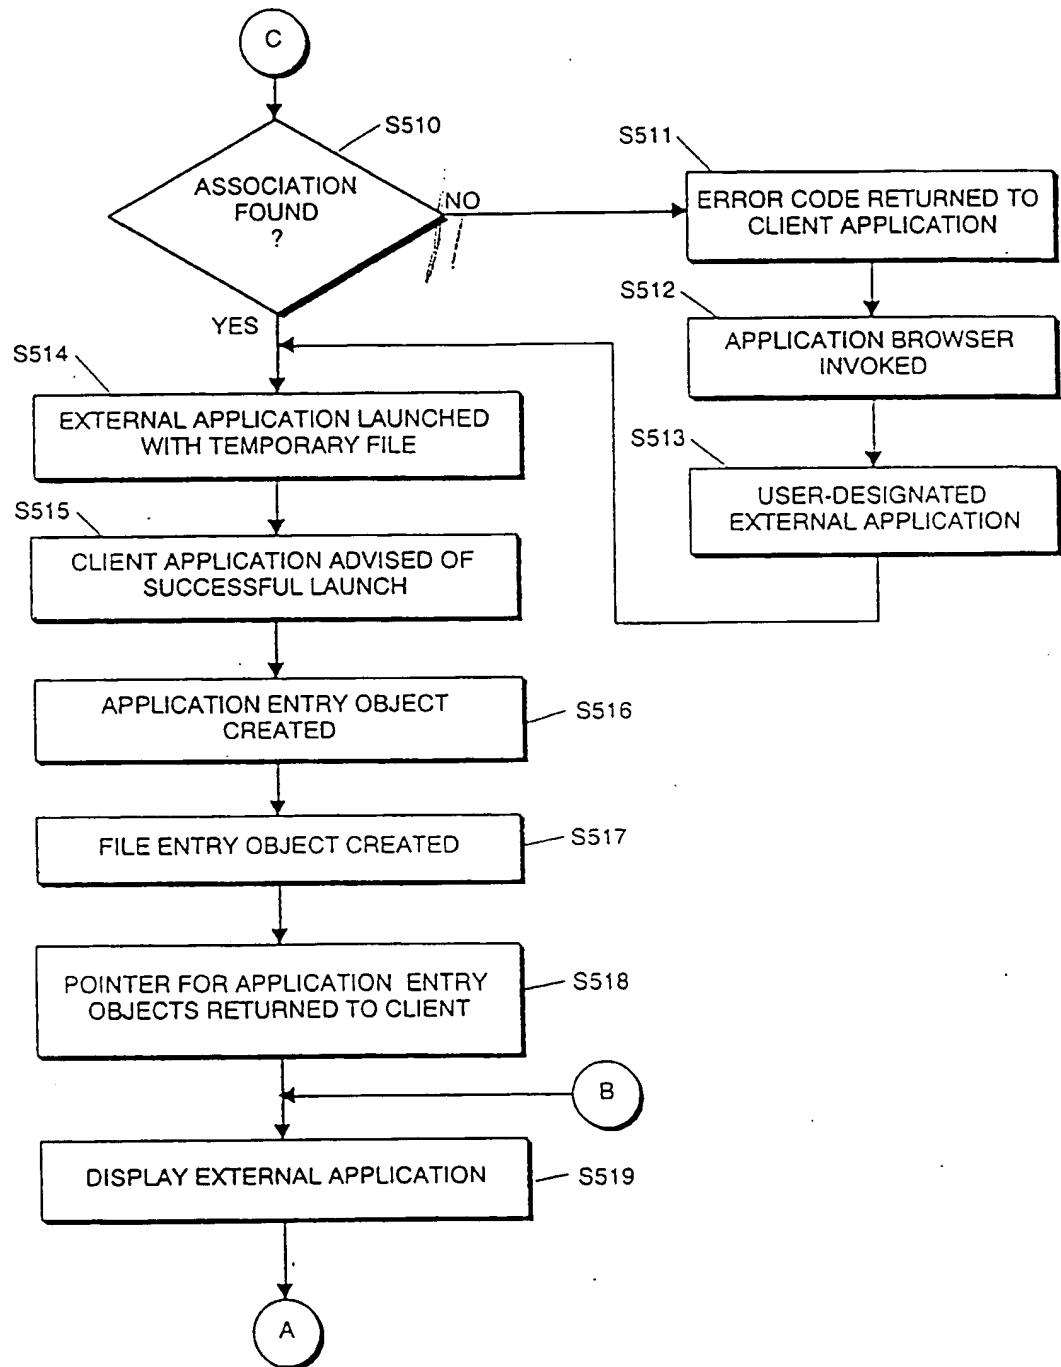 C
S510
ASSOCIATION
FOUND
?
NO
YES
S511
ERROR CODE RETURNED TO
CLIENT APPLICATION
S512
APPLICATION BROWSER
INVOKED
S513
USER-DESIGNATED
EXTERNAL APPLICATION
S514
EXTERNAL APPLICATION LAUNCHED
WITH TEMPORARY FILE
S515
CLIENT APPLICATION ADVISED OF
SUCCESSFUL LAUNCH
APPLICATION ENTRY OBJECT
CREATED
S516
FILE ENTRY OBJECT CREATED
S517
POINTER FOR APPLICATION ENTRY
OBJECTS RETURNED TO CLIENT
S518
B
DISPLAY EXTERNAL APPLICATION
S519
A